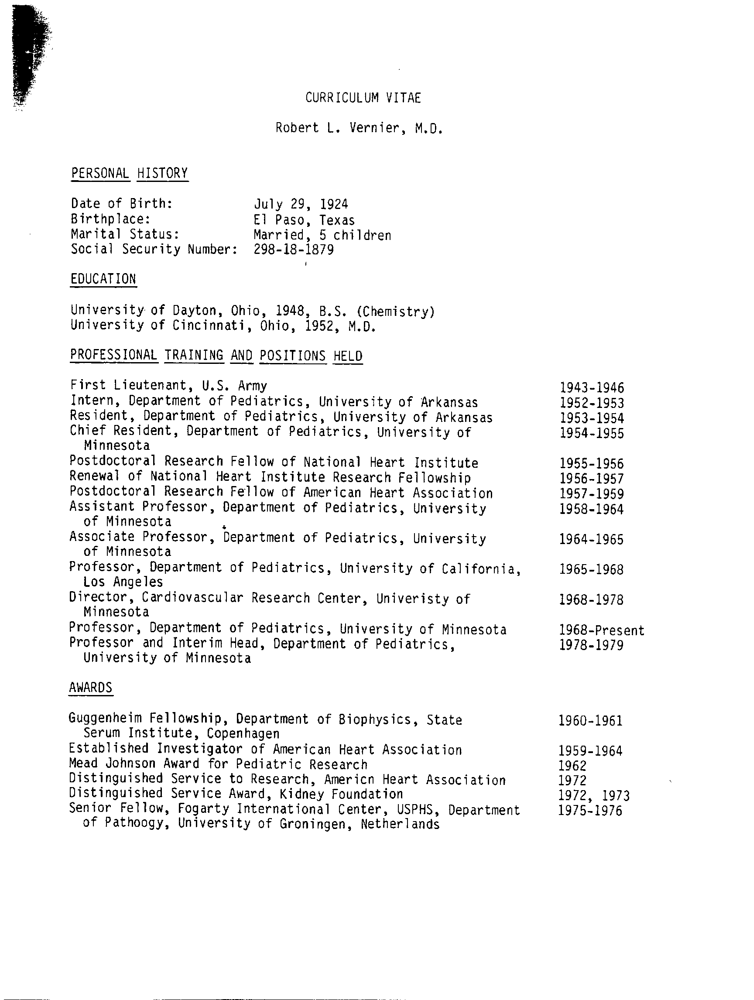 CURRICULUM VITAE
Robert L. Vernier, M.D.
PERSONAL HISTORY
Date of Birth: July 29, 1924
Birthplace: El Paso, Texas
Marital Status: Married, 5 children
Social Security Number: 298-18-1879
EDUCATION
University of Dayton, Ohio, 1948, B.S. (Chemistry)
University of Cincinnati, Ohio, 1952, M.D.
PROFESSIONAL TRAINING AND POSITIONS HELD
First Lieutenant, U.S. Army 1943-1946
Intern, Department of Pediatrics, University of Arkansas 1952-1953
Resident, Department of Pediatrics, University of Arkansas 1953-1954
Chief Resident, Department of Pediatrics, University of 1954-1955
Minnesota
Postdoctoral Research Fellow of National Heart Institute 1955-1956
Renewal of National Heart Institute Research Fellowship 1956-1957
Postdoctoral Research Fellow of American Heart Association 1957-1959
Assistant Professor, Department of Pediatrics, University 1958-1964
of Minnesota
Associate Professor, Department of Pediatrics, University 1964-1965
of Minnesota
Professor, Department of Pediatrics, University of California, 1965-1968
Los Angeles
Director, Cardiovascular Research Center, Univeristy of 1968-1978
Minnesota
Professor, Department of Pediatrics, University of Minnesota 1968-Present
Professor and Interim Head, Department of Pediatrics, 1978-1979
University of Minnesota
AWARDS
Guggenheim Fellowship, Department of Biophysics, State 1960-1961
Serum Institute, Copenhagen
Established Investigator of American Heart Association 1959-1964
Mead Johnson Award for Pediatric Research 1962
Distinguished Service to Research, Americn Heart Association 1972
Distinguished Service Award, Kidney Foundation 1972, 1973
Senior Fellow, Fogarty International Center, USPHS, Department 1975-1976
of Pathoogy, University of Groningen, Netherlands